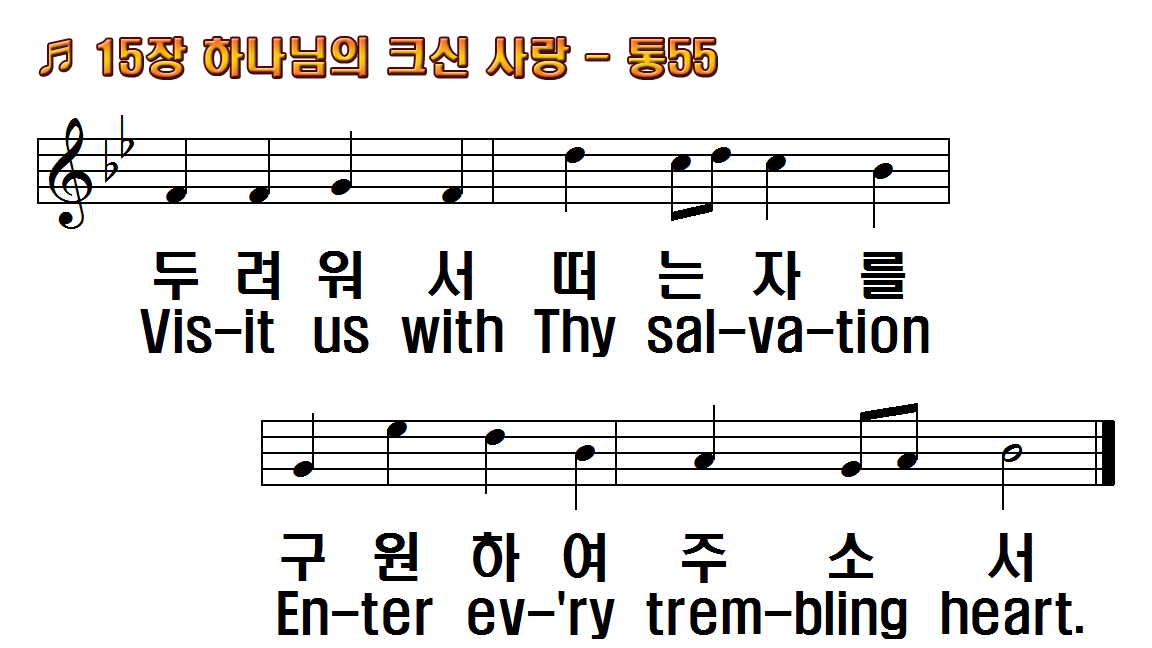 ♬ 15장 하나님의 크신 사랑 - 통55
두 려 워 서 떠 는 자 를
Vis-it us with Thy sal-va-tion
구 원 하 여 주 소 서
En-ter ev-'ry trem-bling heart.